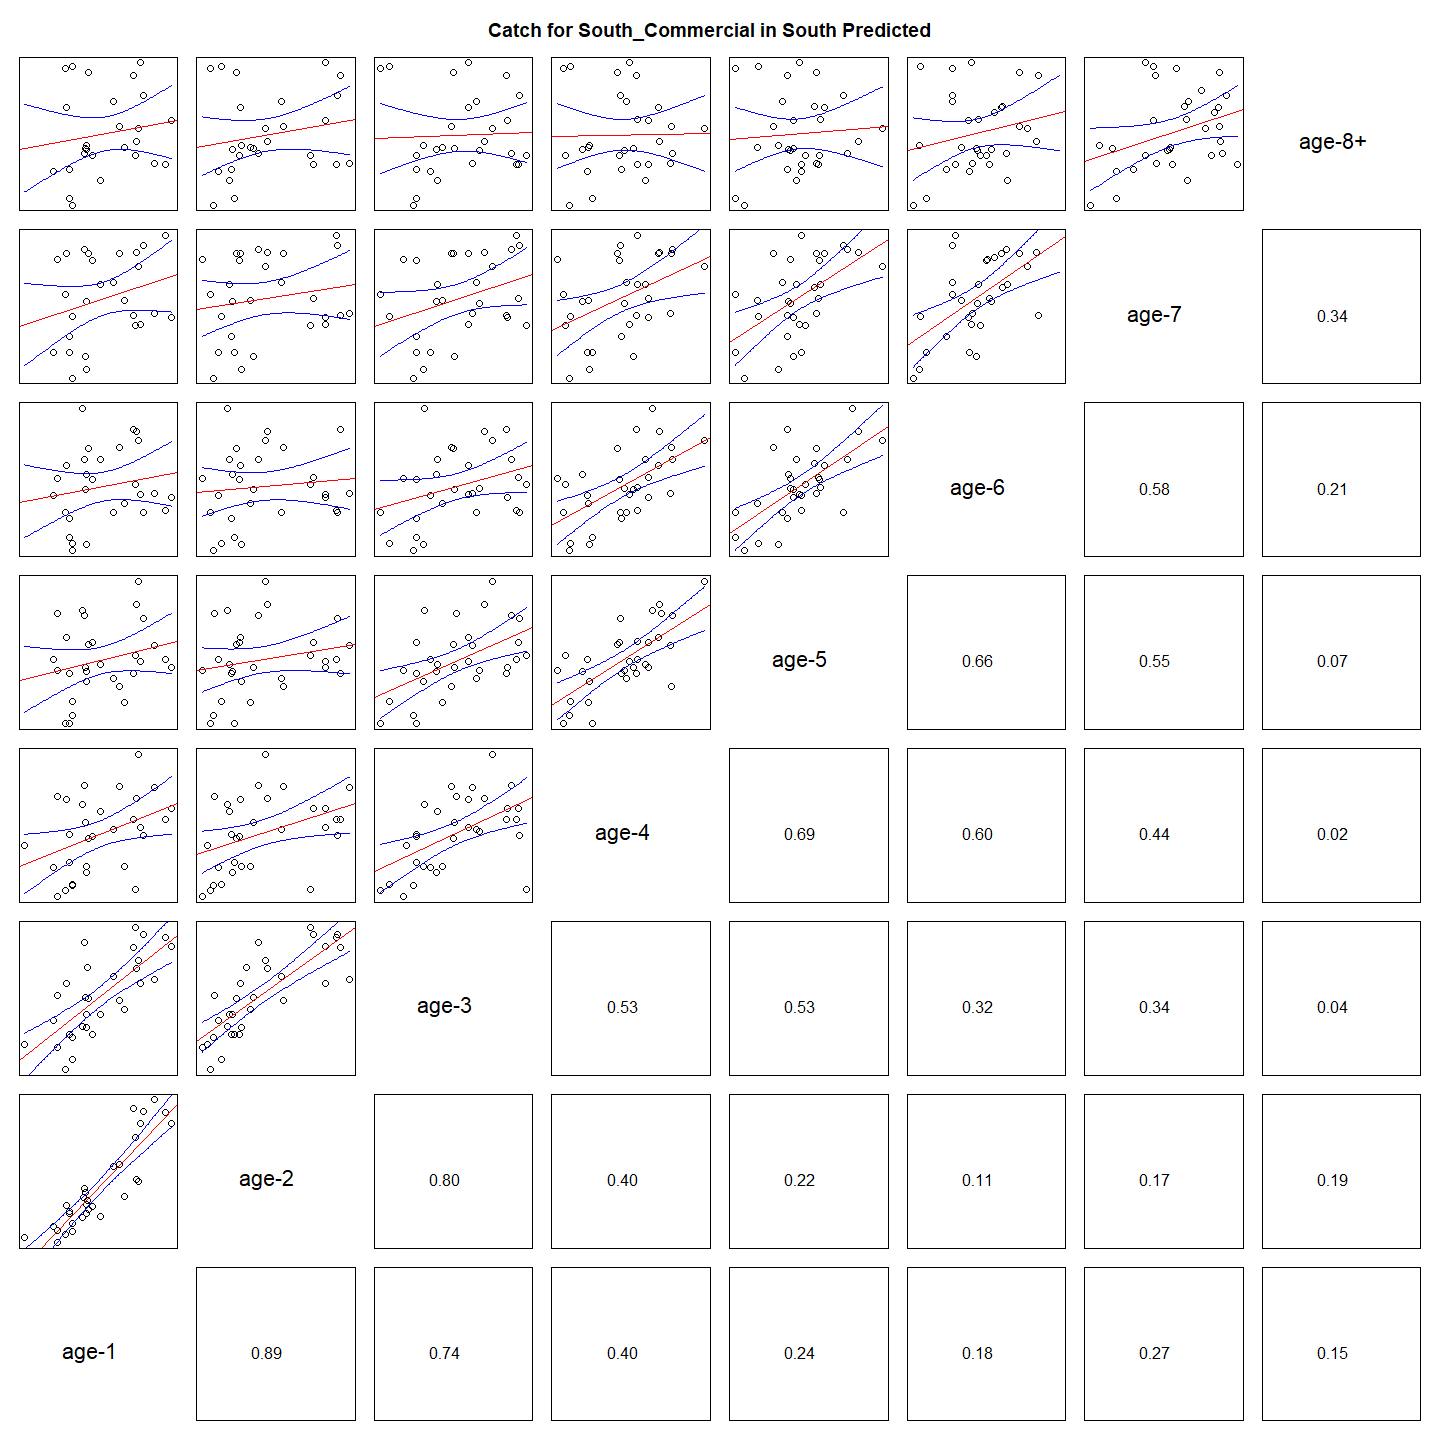 Catch for South_Commercial in South Predicted
age-8+
age-7 0.34
age-6 0.58 0.21
age-5 0.66 0.55 0.07
age-4 0.69 0.60 0.44 0.02
age-3 0.53 0.53 0.32 0.34 0.04
age-2 0.80 0.40 0.22 0.11 0.17 0.19
age-1 0.89 0.74 0.40 0.24 0.18 0.27 0.15